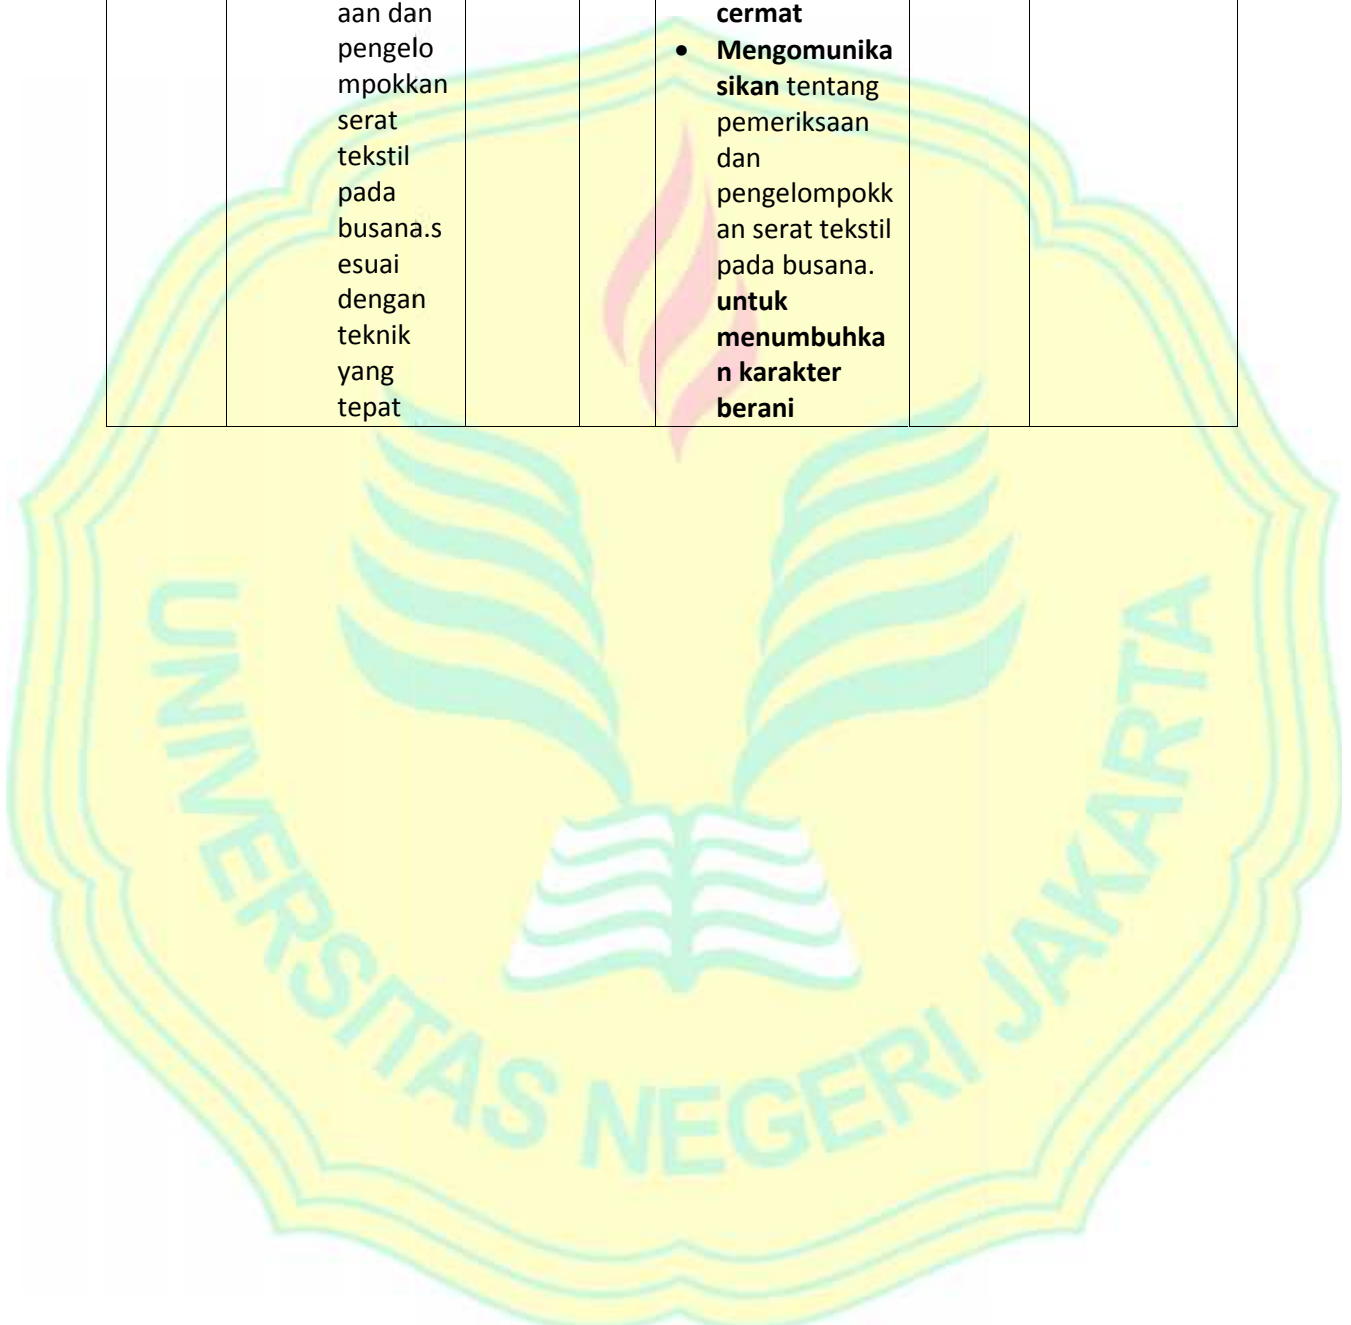 aan dan
pengelo
mpokkan
serat
tekstil
pada
busana.s
esuai
dengan
teknik
yang
tepat
cermat
• Mengomunika
sikan tentang
pemeriksaan
dan
pengelompokk
an serat tekstil
pada busana.
untuk
menumbuhka
n karakter
berani
UNIVERSITAS NEGERI JAKARTA